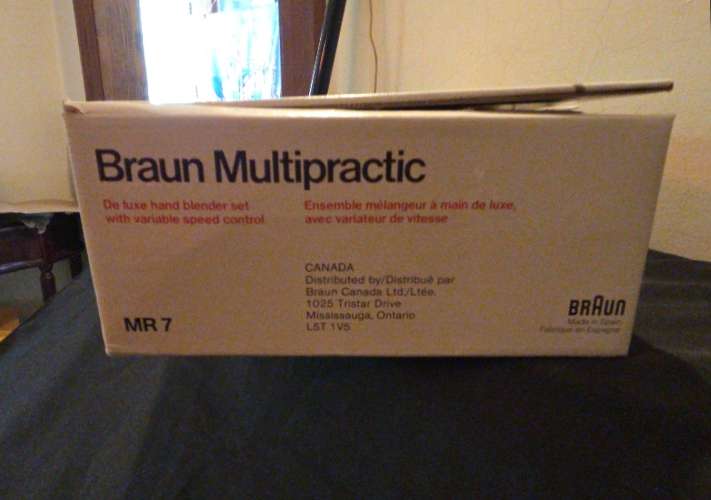 Braun Multipractic
De luxe hand blender set
with variable speed control
Ensemble mélangeur à main de luxe,
avec variateur de vitesse
CANADA
Distributed by/Distribué par
Braun Canada Ltd./Ltée.
1025 Tristar Drive
Mississauga, Ontario
L5T 1V5
MR 7
BRAUN
Made in Spain
Fabriqué en Espagne